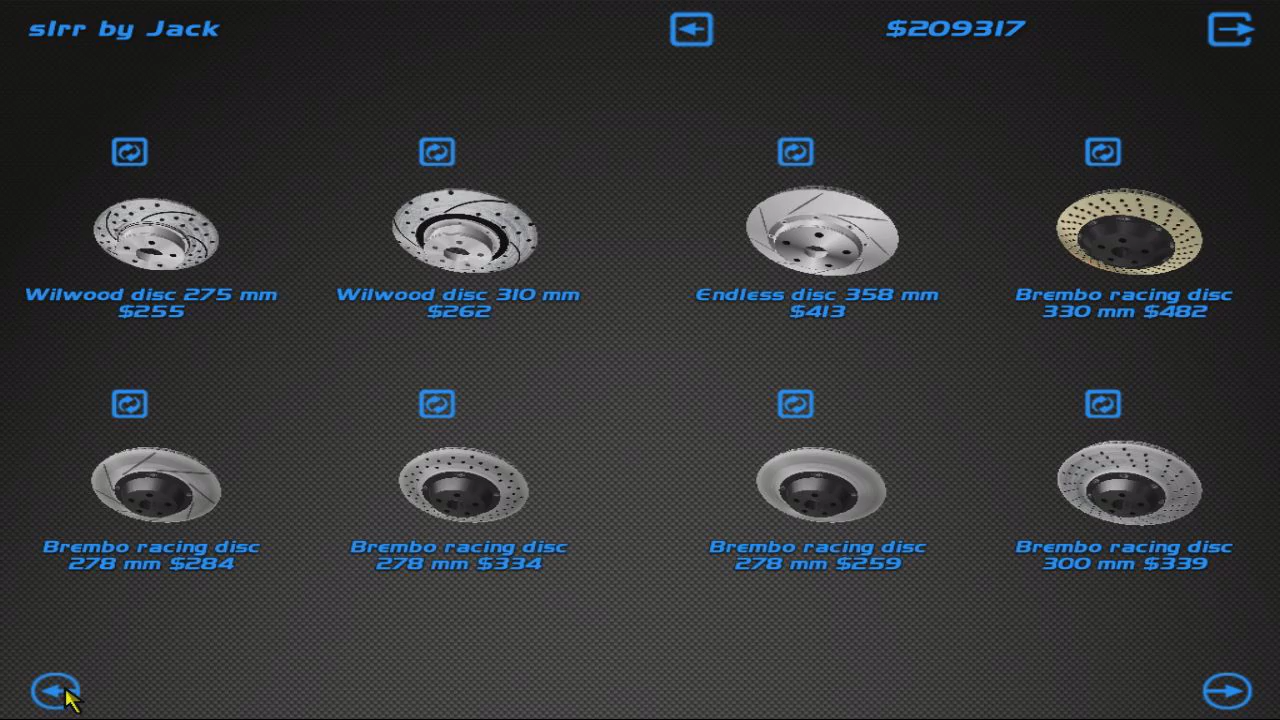 slrr by Jack
$209317
Wilwood disc 275 mm
$255
Wilwood disc 310 mm
$262
Endless disc 358 mm
$413
Brembo racing disc
330 mm $482
Brembo racing disc
278 mm $284
Brembo racing disc
278 mm $334
Brembo racing disc
278 mm $259
Brembo racing disc
300 mm $339